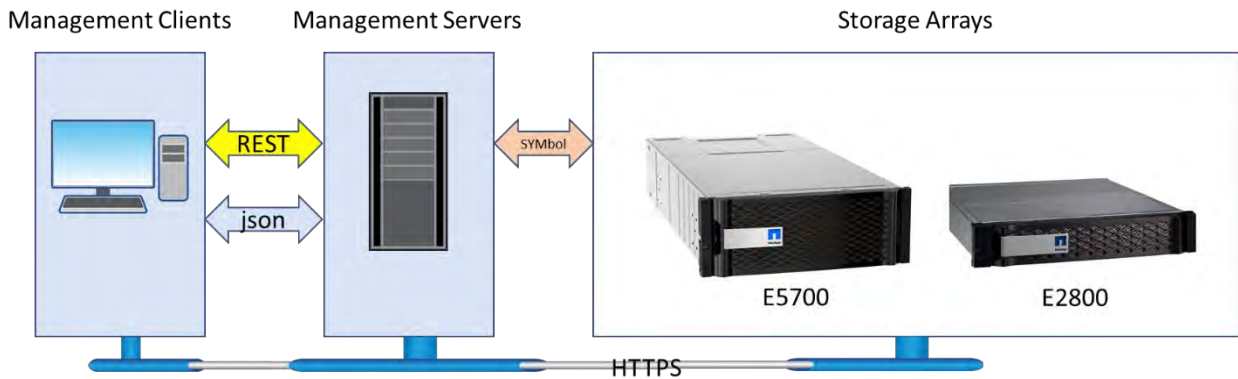 Management Clients
Management Servers
Storage Arrays
REST
SYMbol
json
E5700
E2800
HTTPS